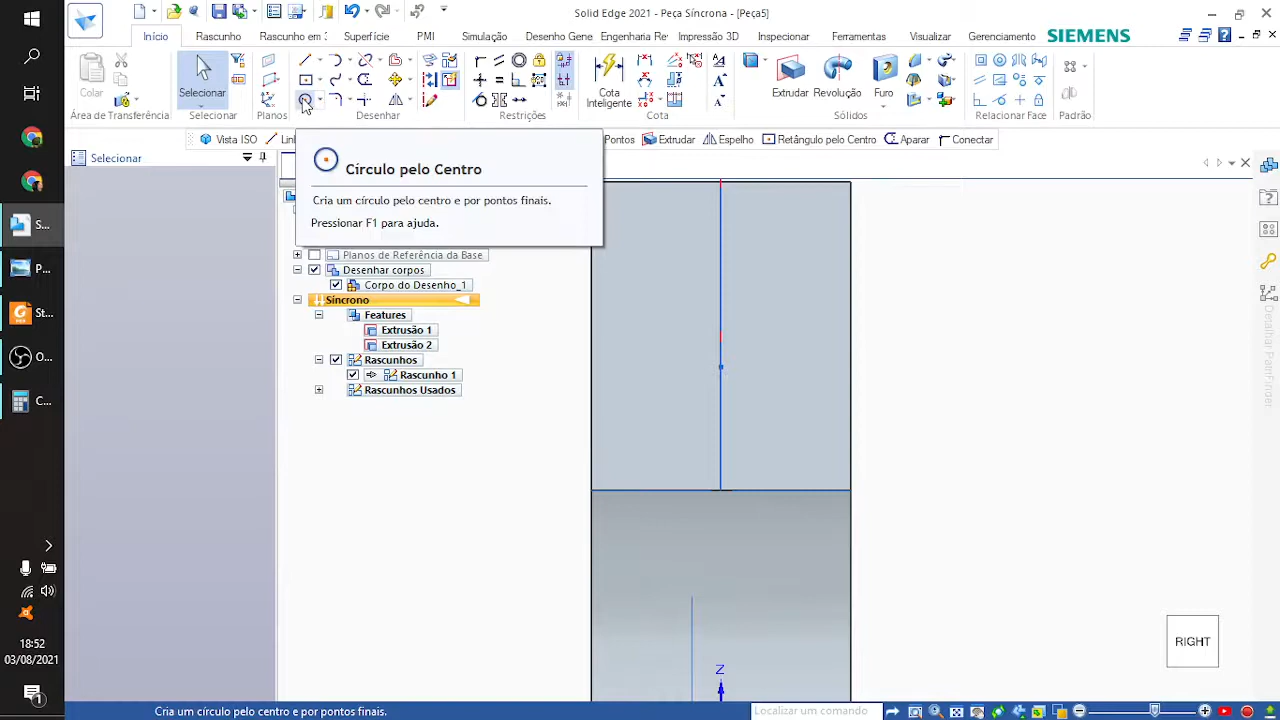 Solid Edge 2021 - Peça Síncrona - [Peça5]
Início
Rascunho
Rascunho em
Superfície
PMI
Simulação
Desenho Gene
Engenharia Re
Impressão 3D
Inspecionar
Ferramentas
Visualizar
Gerenciamento
SIEMENS
Colar
Selecionar
Cota
Inteligente
Extrudar
Revolução
Furo
Área de Transferência
Selecionar
Planos
Desenhar
Restrições
Cota
Sólidos
Relacionar Face
Padrão
Vista ISO
Lin
Pontos
Extrudar
Espelho
Retângulo pelo Centro
Aparar
Conectar
Selecionar
Círculo pelo Centro
Cria um círculo pelo centro e por pontos finais.
Pressionar F1 para ajuda.
Planos de Referência da Base
Desenhar corpos
Corpo do Desenho_1
Síncrono
Features
Extrusão 1
Extrusão 2
Rascunhos
Rascunho 1
Rascunhos Usados
S...
P...
St...
O...
C...
18:52
03/08/2021
Detalhar PathFinder
RIGHT
Z
Cria um círculo pelo centro e por pontos finais.
Localizar um comando